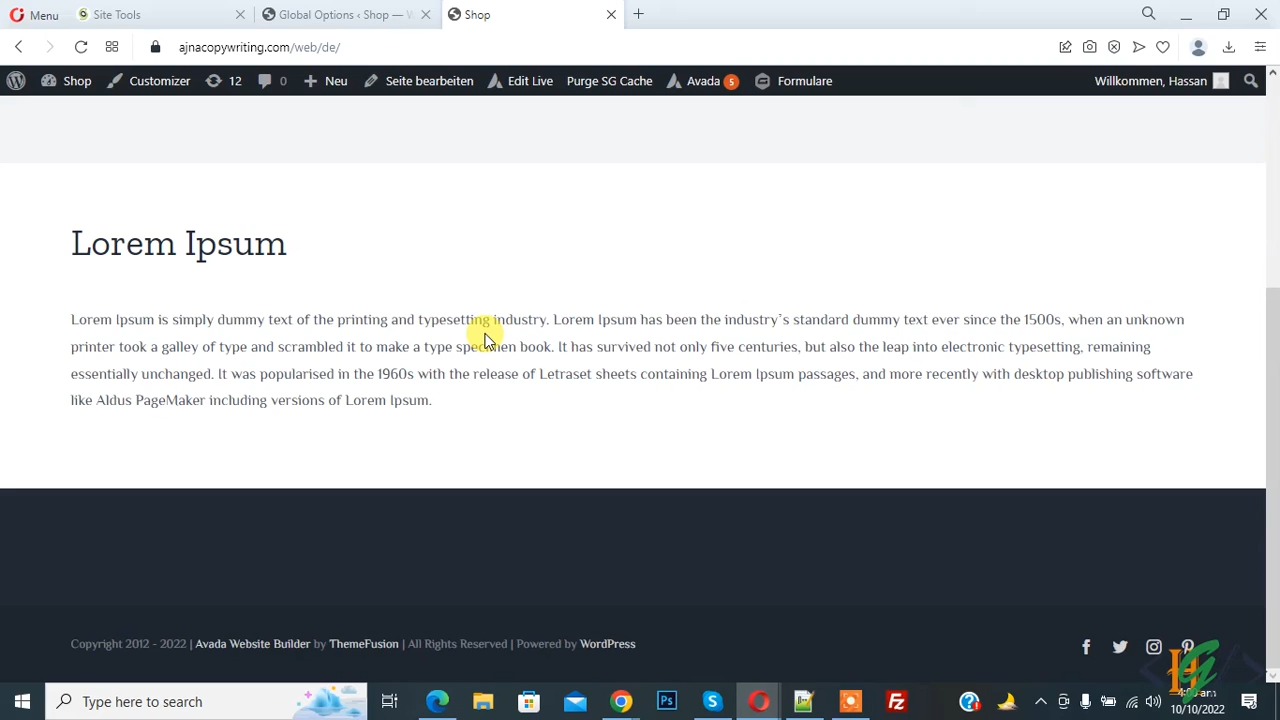 Menu
Site Tools
Global Options ‹ Shop — W
Shop
ajnacopywriting.com/web/de/
Shop
Customizer
12
0
Neu
Seite bearbeiten
Edit Live
Purge SG Cache
Avada 5
Formulare
Willkommen, Hassan
Lorem Ipsum
Lorem Ipsum is simply dummy text of the printing and typesetting industry. Lorem Ipsum has been the industry's standard dummy text ever since the 1500s, when an unknown
printer took a galley of type and scrambled it to make a type specimen book. It has survived not only five centuries, but also the leap into electronic typesetting, remaining
essentially unchanged. It was popularised in the 1960s with the release of Letraset sheets containing Lorem Ipsum passages, and more recently with desktop publishing software
like Aldus PageMaker including versions of Lorem Ipsum.
Copyright 2012 - 2022 | Avada Website Builder by ThemeFusion | All Rights Reserved | Powered by WordPress
Type here to search
Ps
Fz
10/10/2022